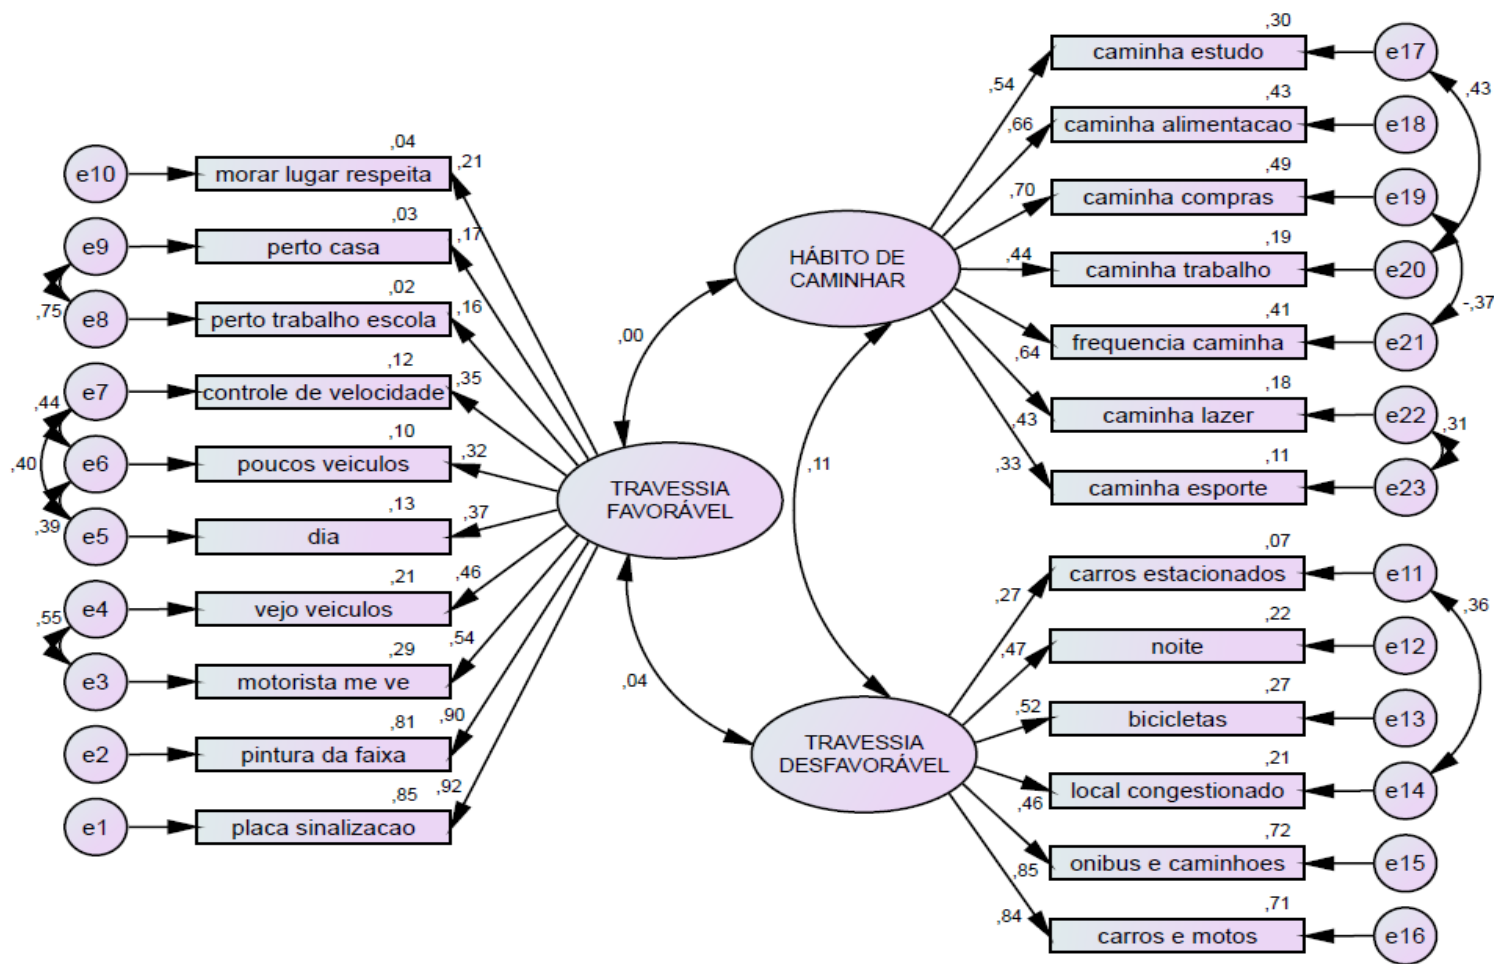 ,04
e10
morar lugar respeita
,21
,03
e9
perto casa
,17
,75
,02
e8
perto trabalho escola
,16
,12
e7
controle de velocidade
,35
,44
,10
e6
poucos veiculos
,32
,40
,13
e5
dia
,37
,39
,21
e4
vejo veiculos
,46
,55
,29
e3
motorista me ve
,54
,81
e2
pintura da faixa
,90
,85
e1
placa sinalizacao
,92
TRAVESSIA
FAVORÁVEL
,00
,04
,11
HÁBITO DE
CAMINHAR
TRAVESSIA
DESFAVORÁVEL
,30
,54
caminha estudo
e17
,43
,43
,66
caminha alimentacao
e18
,49
,70
caminha compras
e19
,19
,44
caminha trabalho
e20
-,37
,41
,64
frequencia caminha
e21
,18
,43
caminha lazer
e22
,31
,11
,33
caminha esporte
e23
,07
,27
carros estacionados
e11
,36
,22
,47
noite
e12
,27
,52
bicicletas
e13
,21
,46
local congestionado
e14
,72
,85
onibus e caminhoes
e15
,71
,84
carros e motos
e16